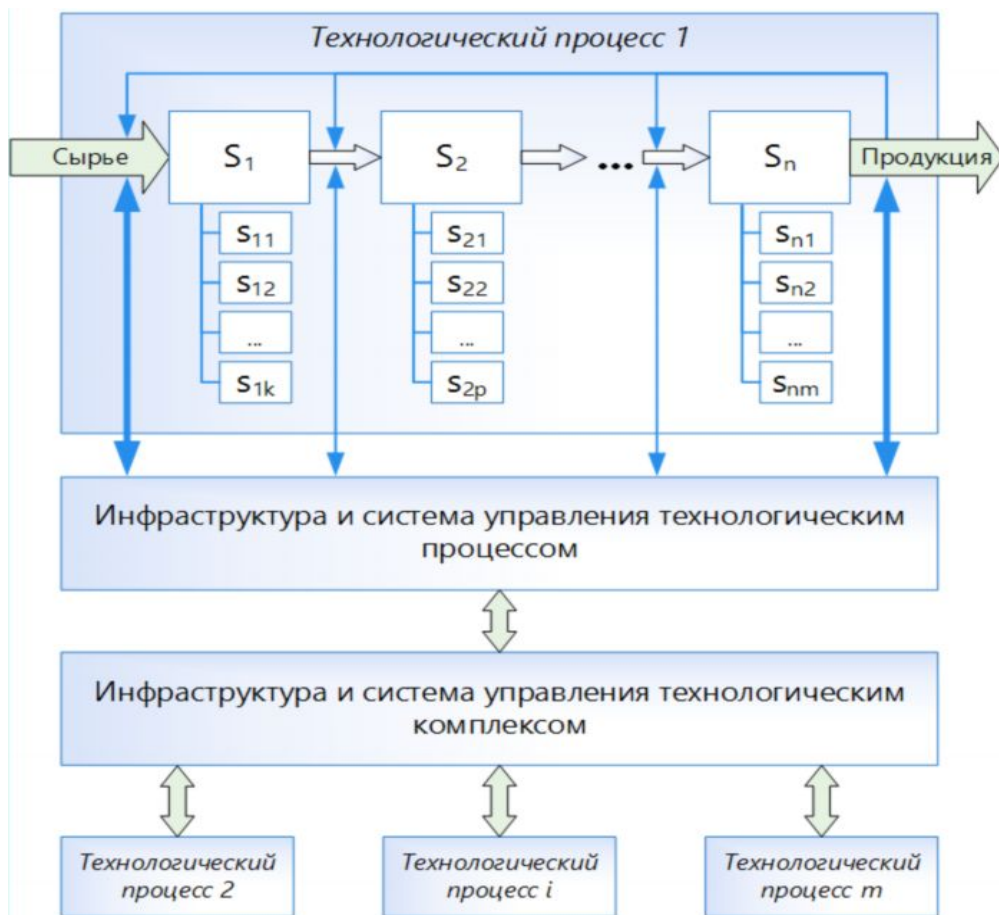 Технологический процесс 1
Сырье
S₁
S₂
...
Sₙ
Продукция
s₁₁
s₂₁
sₙ₁
s₁₂
s₂₂
sₙ₂
...
...
...
s₁ₖ
s₂ₚ
sₙₘ
Инфраструктура и система управления технологическим
процессом
Инфраструктура и система управления технологическим
комплексом
Технологический
процесс 2
Технологический
процесс i
Технологический
процесс m